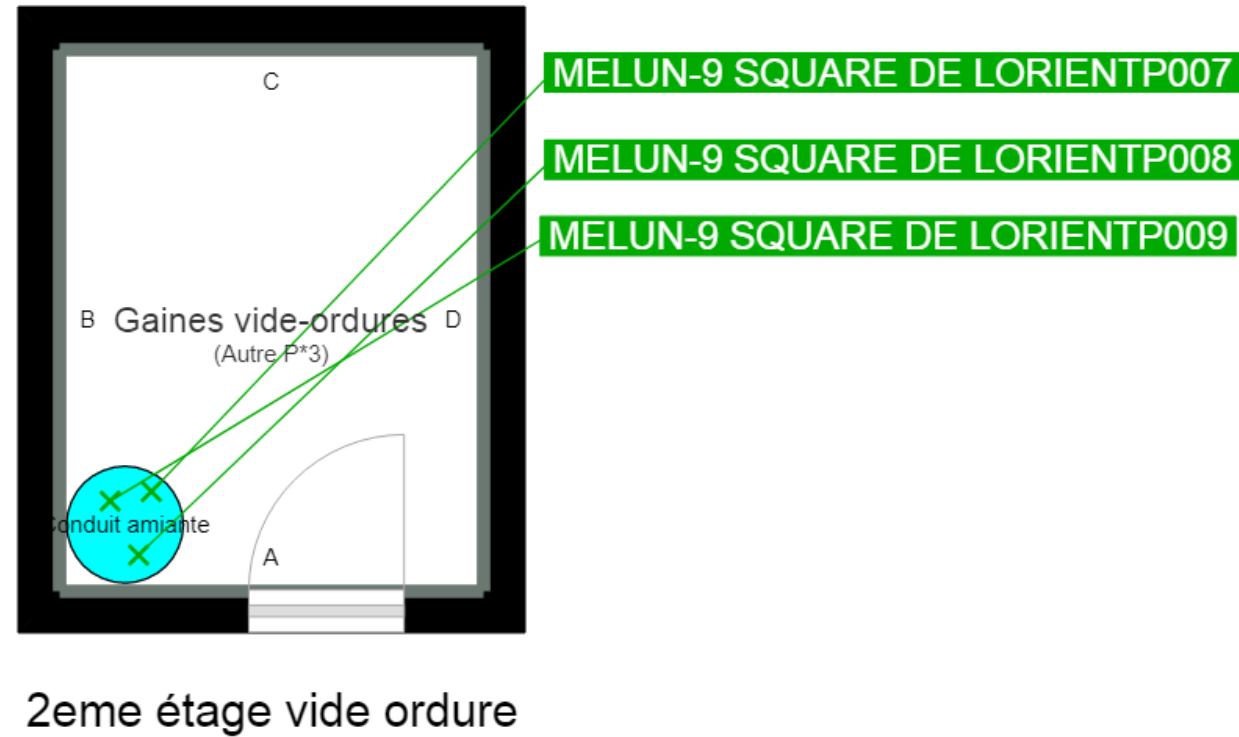 C
MELUN-9 SQUARE DE LORIENTP007
MELUN-9 SQUARE DE LORIENTP008
MELUN-9 SQUARE DE LORIENTP009
B Gaines vide-ordures D
(Autre P*3)
Conduit amiante
A
2eme étage vide ordure